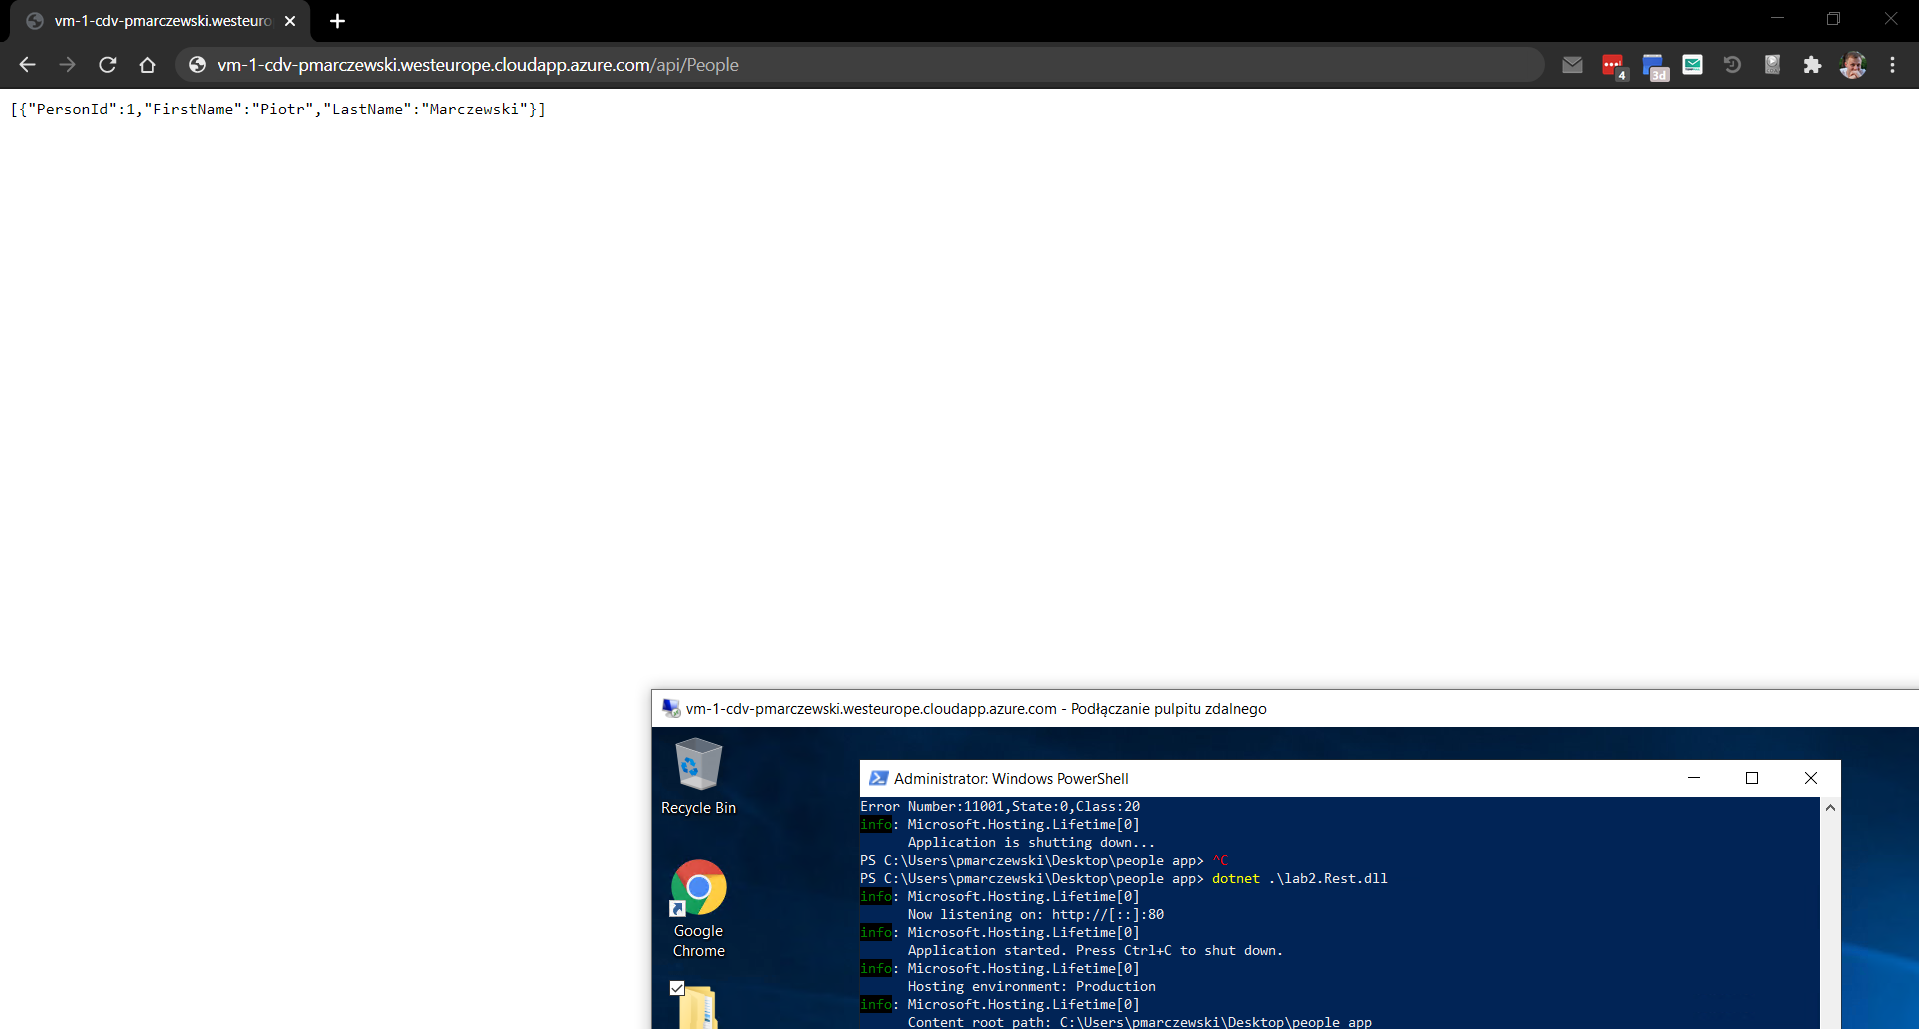 vm-1-cdv-pmarczewski.westeuro
vm-1-cdv-pmarczewski.westeurope.cloudapp.azure.com/api/People
4
3d
[{"PersonId":1,"FirstName":"Piotr","LastName":"Marczewski"}]
vm-1-cdv-pmarczewski.westeurope.cloudapp.azure.com - Podłączanie pulpitu zdalnego
Recycle Bin
Google
Chrome
Administrator: Windows PowerShell
Error Number:11001,State:0,Class:20
info: Microsoft.Hosting.Lifetime[0]
Application is shutting down...
PS C:\Users\pmarczewski\Desktop\people app> ^C
PS C:\Users\pmarczewski\Desktop\people app> dotnet .\lab2.Rest.dll
info: Microsoft.Hosting.Lifetime[0]
Now listening on: http://[::]:80
info: Microsoft.Hosting.Lifetime[0]
Application started. Press Ctrl+C to shut down.
info: Microsoft.Hosting.Lifetime[0]
Hosting environment: Production
info: Microsoft.Hosting.Lifetime[0]
Content root path: C:\Users\pmarczewski\Desktop\people app